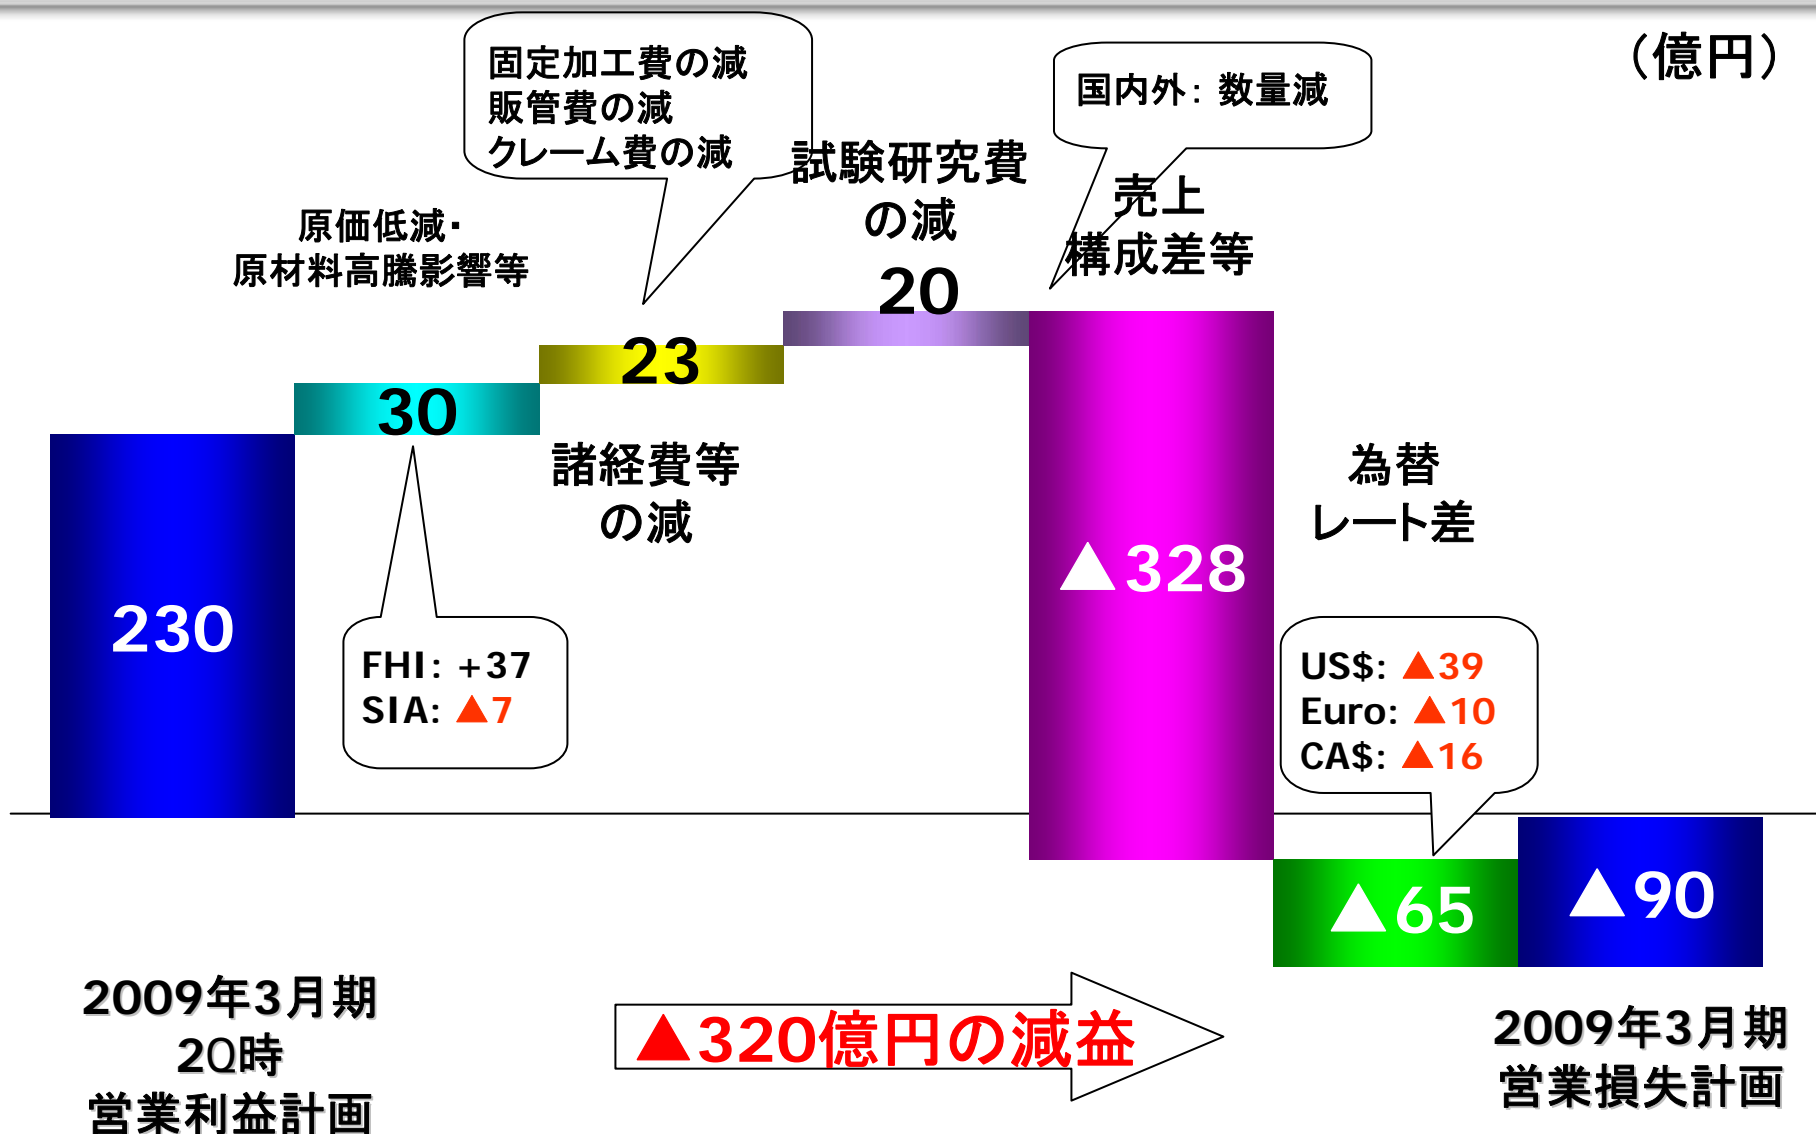 （億円）
固定加工費の減
販管費の減
クレーム費の減
国内外： 数量減
試験研究費
の減
20
売上
構成差等
原価低減・
原材料高騰影響等
23
30
諸経費等
の減
為替
レート差
230
▲328
FHI: +37
SIA: ▲7
US$: ▲39
Euro: ▲10
CA$: ▲16
▲65
▲90
2009年3月期
2Q時
営業利益計画
▲320億円の減益
2009年3月期
営業損失計画